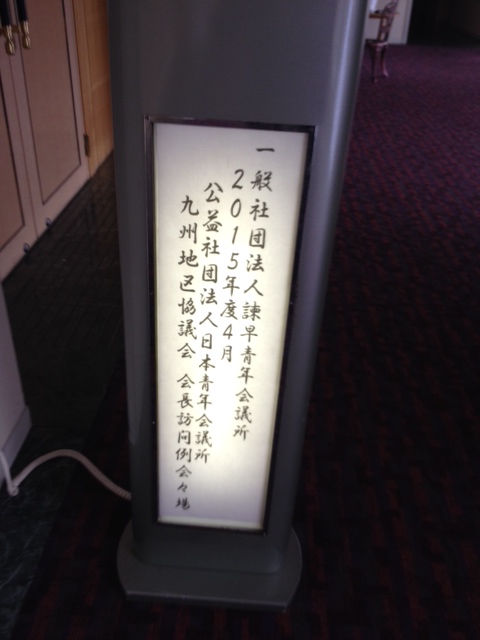 一般社団法人諫早青年会議所
2015年度4月
公益社団法人日本青年会議所
九州地区協議会 会長訪問例会々場